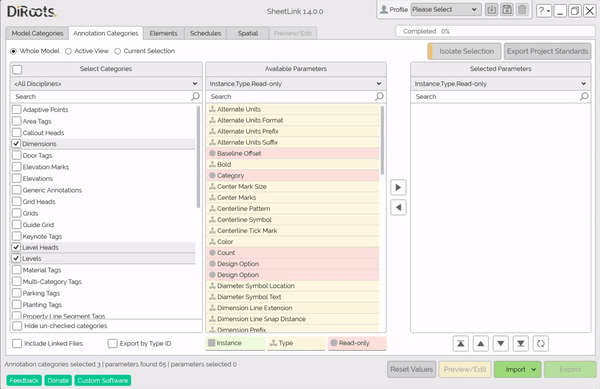 DiRoots.
SheetLink 1.4.0.0
Profile
Please Select
?
Model Categories
Annotation Categories
Elements
Schedules
Spatial
Preview/Edit
Completed 0%
Whole Model
Active View
Current Selection
Isolate Selection
Export Project Standards
Select Categories
Available Parameters
Selected Parameters
<All Disciplines>
Instance,Type,Read-only
Instance,Type,Read-only
Search
Search
Search
Adaptive Points
Area Tags
Callout Heads
Dimensions
Door Tags
Elevation Marks
Elevations
Generic Annotations
Grid Heads
Grids
Guide Grid
Keynote Tags
Level Heads
Levels
Material Tags
Multi-Category Tags
Parking Tags
Planting Tags
Property Line Segment Tags
Alternate Units
Alternate Units Format
Alternate Units Prefix
Alternate Units Suffix
Baseline Offset
Bold
Category
Center Mark Size
Center Marks
Centerline Pattern
Centerline Symbol
Centerline Tick Mark
Color
Count
Design Option
Design Option
Diameter Symbol Location
Diameter Symbol Text
Dimension Line Extension
Dimension Line Snap Distance
Dimension Prefix
Hide un-checked categories
Include Linked Files
Export by Type ID
Instance
Type
Read-only
Annotation categories selected 3 | parameters found 65 | parameters selected 0
Reset Values
Preview/Edit
Import
Export
Feedback
Donate
Custom Software